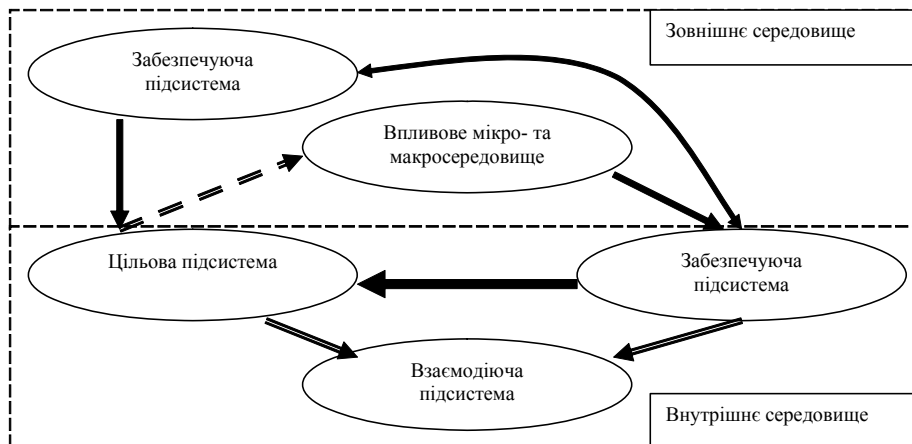 Зовнішнє середовище
Забезпечуюча
підсистема
Впливове мікро- та
макросередовище
Цільова підсистема
Забезпечуюча
підсистема
Взаємодіюча
підсистема
Внутрішнє середовище